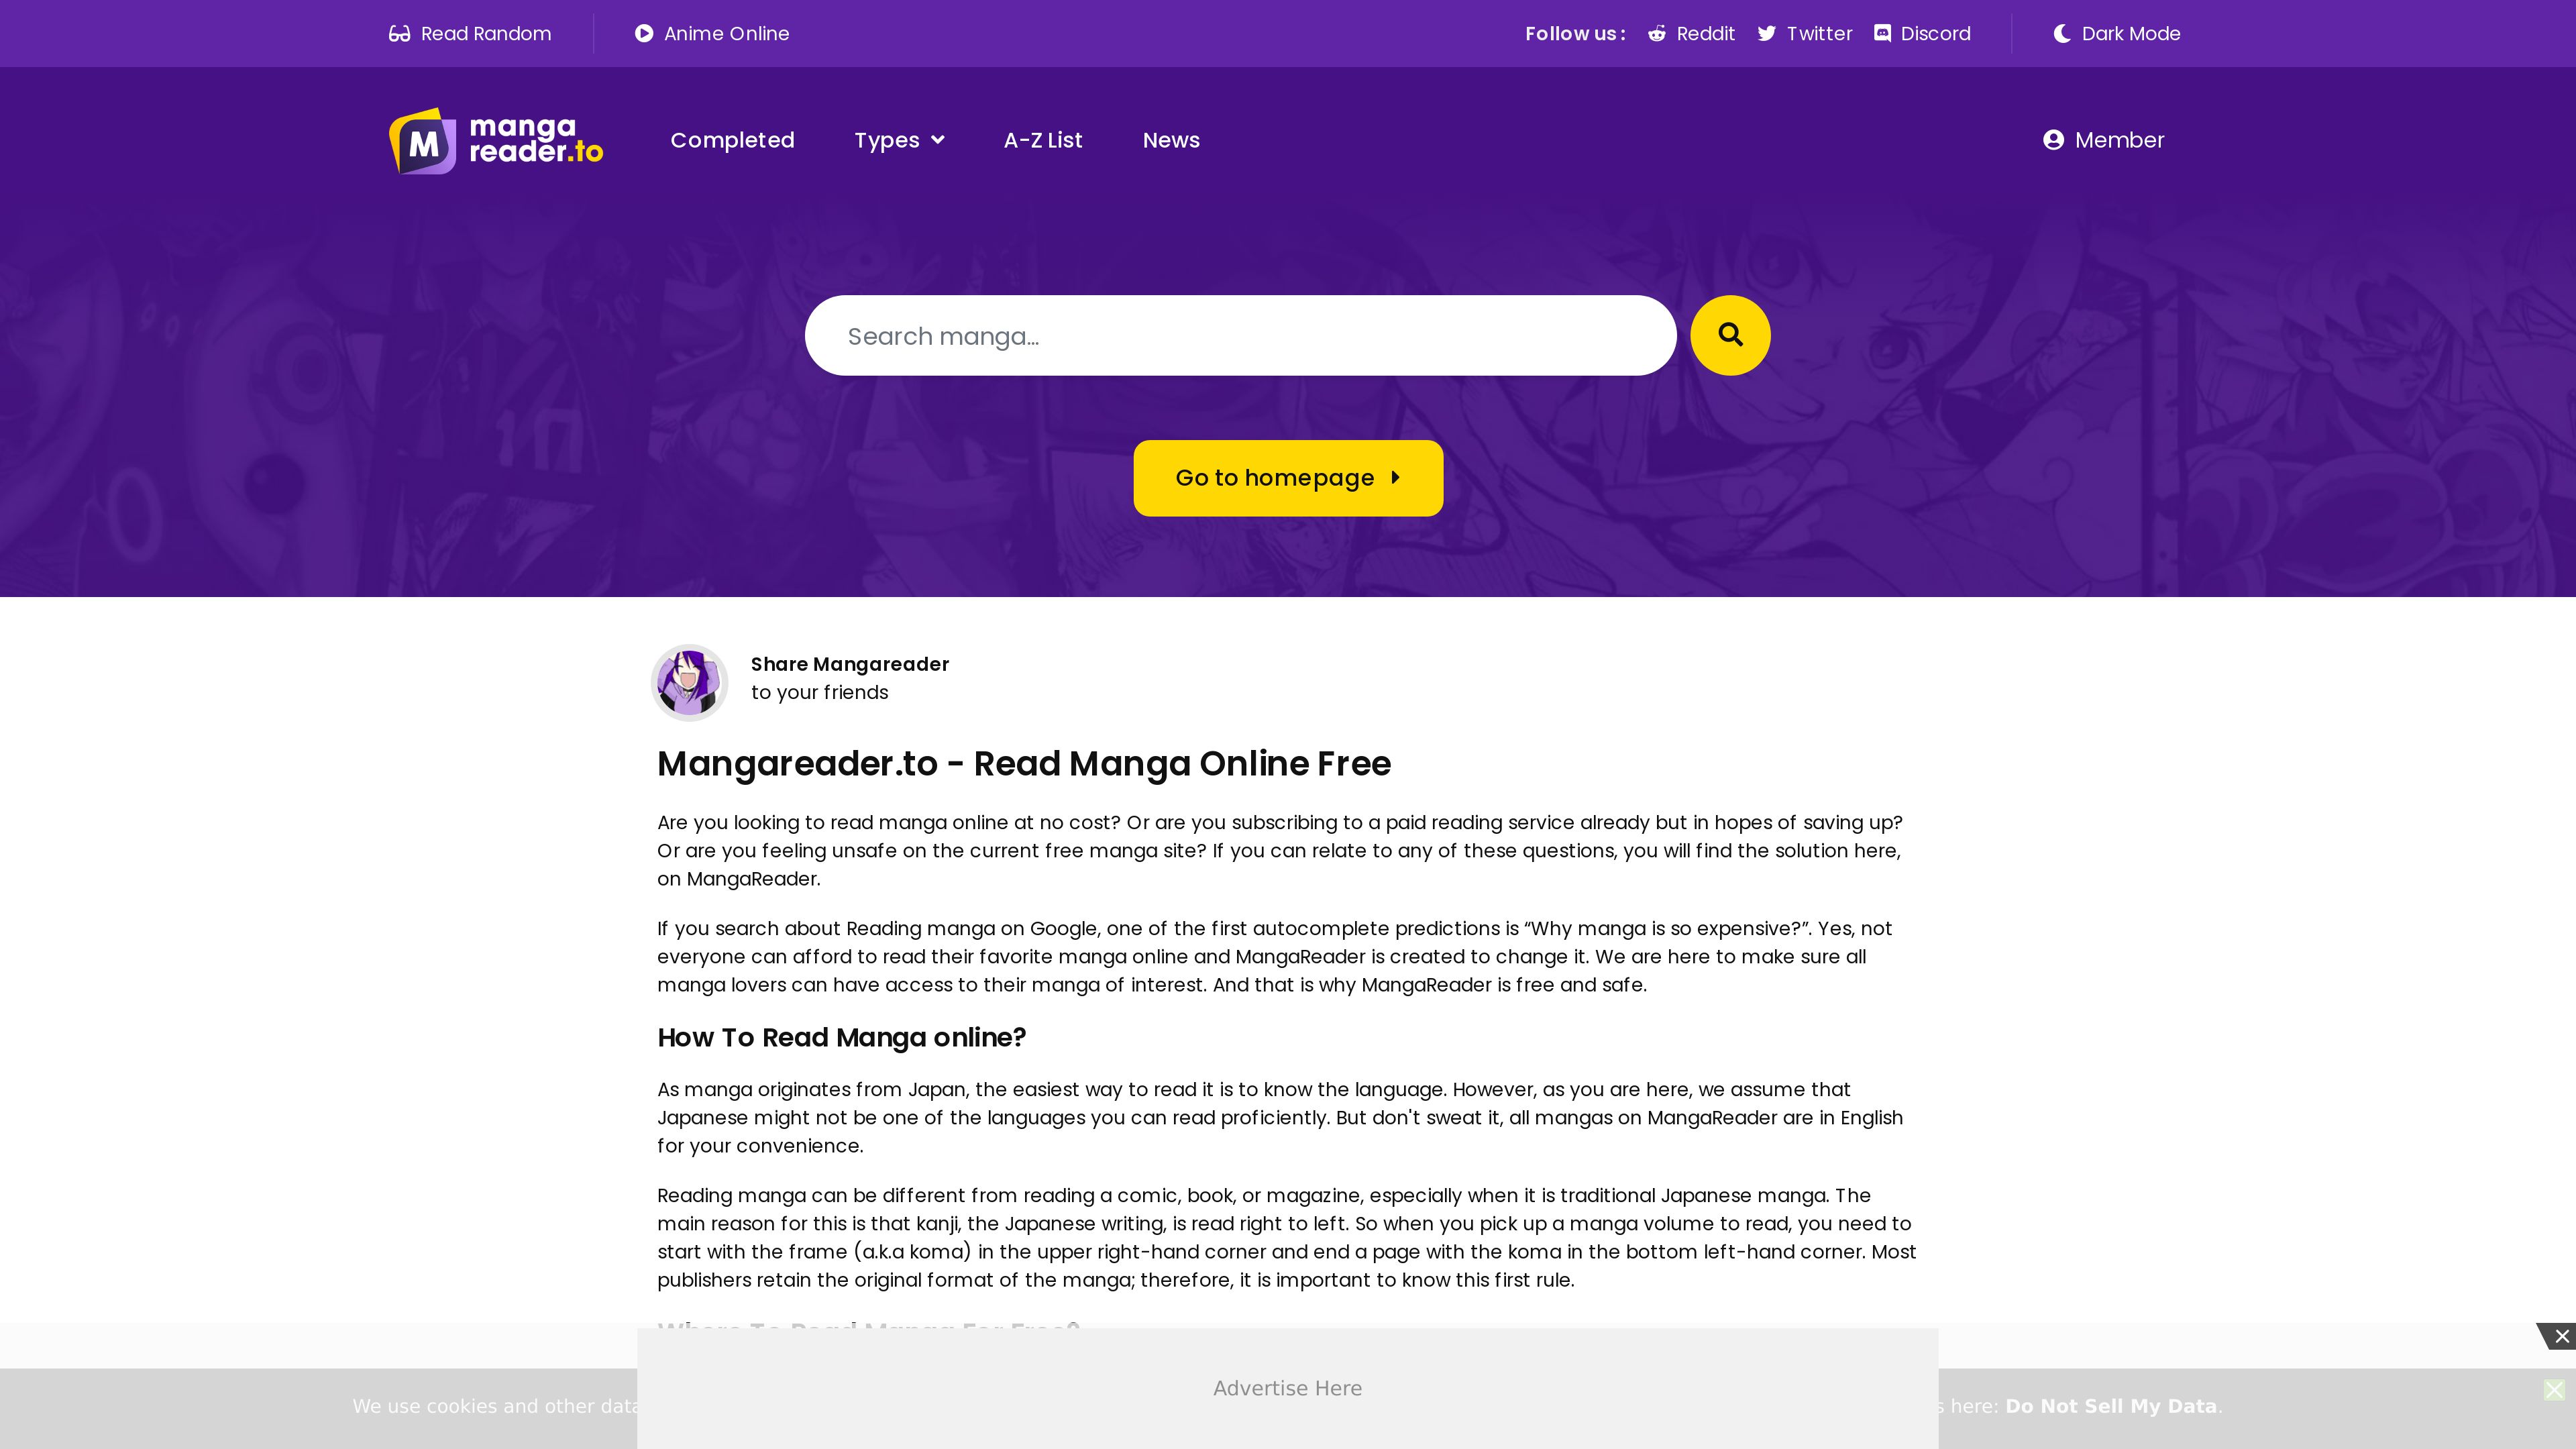 Read Random
Anime Online
Follow us :
Reddit
Twitter
Discord
Dark Mode
M
manga
reader.to
Completed
Types
A-Z List
News
Member
Search manga...
Go to homepage
Share Mangareader
to your friends
Mangareader.to - Read Manga Online Free
Are you looking to read manga online at no cost? Or are you subscribing to a paid reading service already but in hopes of saving up?
Or are you feeling unsafe on the current free manga site? If you can relate to any of these questions, you will find the solution here,
on MangaReader.
If you search about Reading manga on Google, one of the first autocomplete predictions is “Why manga is so expensive?”. Yes, not
everyone can afford to read their favorite manga online and MangaReader is created to change it. We are here to make sure all
manga lovers can have access to their manga of interest. And that is why MangaReader is free and safe.
How To Read Manga online?
As manga originates from Japan, the easiest way to read it is to know the language. However, as you are here, we assume that
Japanese might not be one of the languages you can read proficiently. But don't sweat it, all mangas on MangaReader are in English
for your convenience.
Reading manga can be different from reading a comic, book, or magazine, especially when it is traditional Japanese manga. The
main reason for this is that kanji, the Japanese writing, is read right to left. So when you pick up a manga volume to read, you need to
start with the frame (a.k.a koma) in the upper right-hand corner and end a page with the koma in the bottom left-hand corner. Most
publishers retain the original format of the manga; therefore, it is important to know this first rule.
Where To Read Manga For Free?
Advertise Here
We use cookies and other data
here: Do Not Sell My Data.